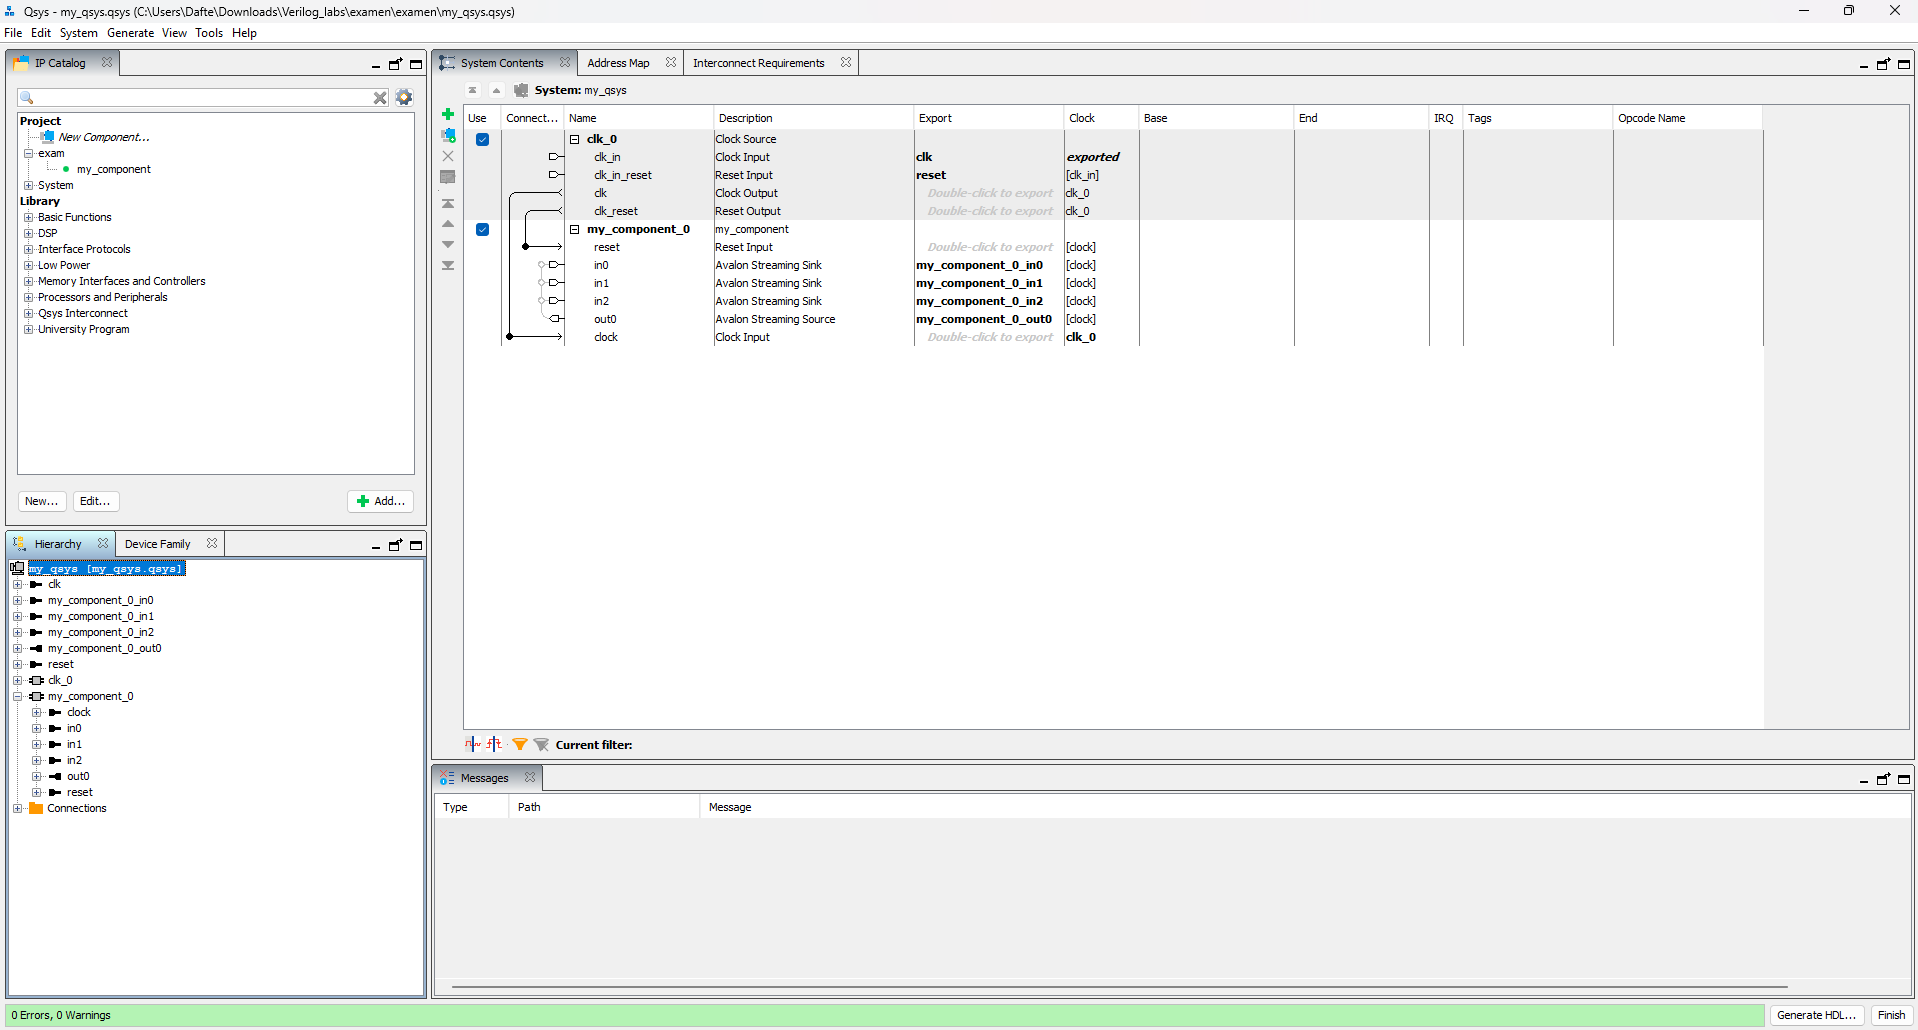 Qsys - my_qsys.qsys (C:\Users\Dafte\Downloads\Verilog_labs\examen\examen\my_qsys.qsys)
File Edit System Generate View Tools Help
IP Catalog
Project
New Component...
exam
my_component
System
Library
Basic Functions
DSP
Interface Protocols
Low Power
Memory Interfaces and Controllers
Processors and Peripherals
Qsys Interconnect
University Program
New... Edit... Add...
Hierarchy Device Family
my_qsys [my_qsys.qsys]
clk
my_component_0_in0
my_component_0_in1
my_component_0_in2
my_component_0_out0
reset
clk_0
my_component_0
clock
in0
in1
in2
out0
reset
Connections
System Contents Address Map Interconnect Requirements
System: my_qsys
Use Connect... Name Description Export Clock Base End IRQ Tags Opcode Name
clk_0 Clock Source
clk_in Clock Input clk exported
clk_in_reset Reset Input reset [clk_in]
clk Clock Output Double-click to export clk_0
clk_reset Reset Output Double-click to export clk_0
my_component_0 my_component
reset Reset Input Double-click to export [clock]
in0 Avalon Streaming Sink my_component_0_in0 [clock]
in1 Avalon Streaming Sink my_component_0_in1 [clock]
in2 Avalon Streaming Sink my_component_0_in2 [clock]
out0 Avalon Streaming Source my_component_0_out0 [clock]
clock Clock Input Double-click to export clk_0
Current filter:
Messages
Type Path Message
0 Errors, 0 Warnings
Generate HDL... Finish